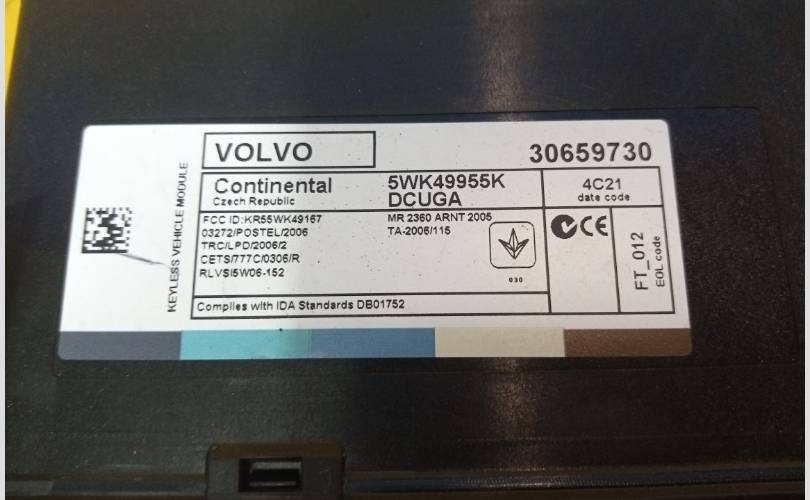 VOLVO
30659730
Continental
Czech Republic
5WK49955K
DCUGA
4C21
date code
FCC ID:KR55WK49167
03272/POSTEL/2006
TRC/LPD/2006/2
CETS/777C/0306/R
RLVSI5W06-152
MR 2360 ARNT 2005
TA-2006/115
030
CE
FT_012
EOL code
Complies with IDA Standards DB01752
KEYLESS VEHICLE MODULE